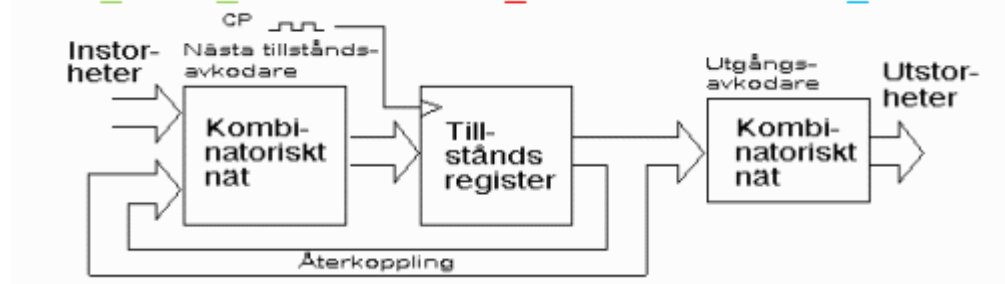 CP
Instor-
heter
Nästa tillstånds-
avkodare
Kombi-
natoriskt
nät
Till-
stånds
register
Utgångs-
avkodare
Kombi-
natoriskt
nät
Utstor-
heter
Återkoppling